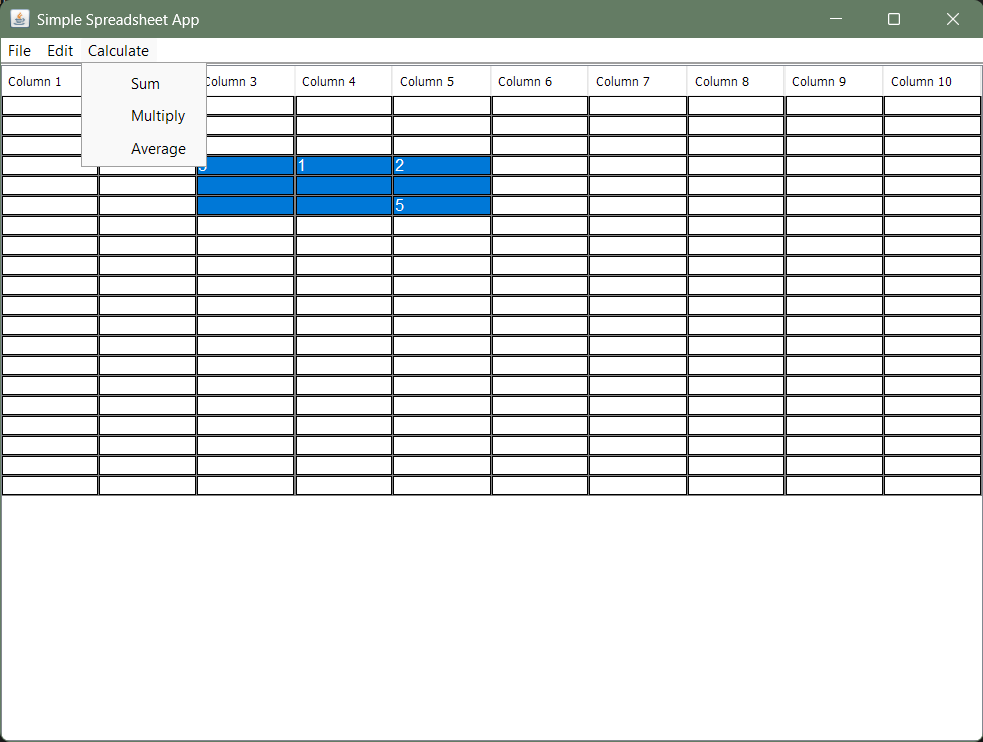 Simple Spreadsheet App
File Edit Calculate
Column 1 Column 3 Column 4 Column 5 Column 6 Column 7 Column 8 Column 9 Column 10
Sum
Multiply
Average
1 2
5